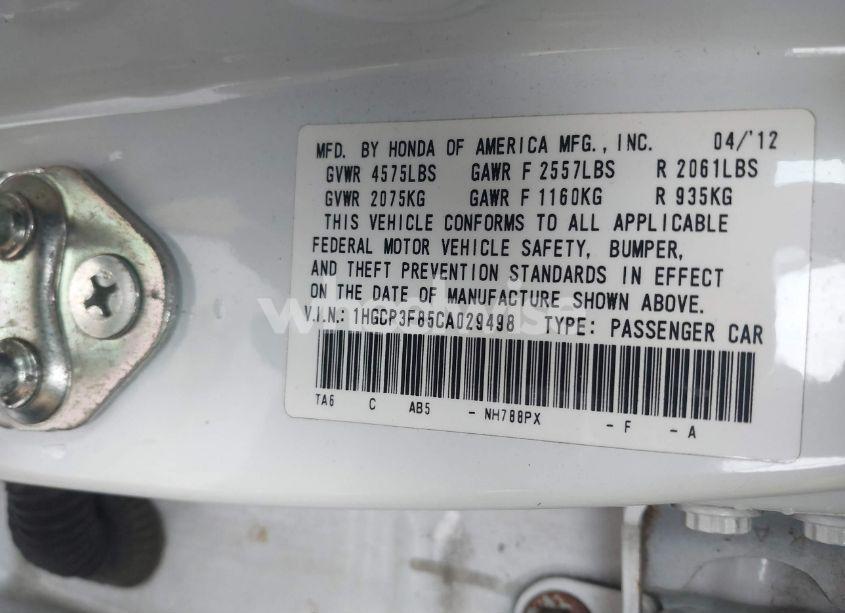 MFD. BY HONDA OF AMERICA MFG., INC. 04/'12
GVWR 4575LBS GAWR F 2557LBS R 2061LBS
GVWR 2075KG GAWR F 1160KG R 935KG
THIS VEHICLE CONFORMS TO ALL APPLICABLE
FEDERAL MOTOR VEHICLE SAFETY, BUMPER,
AND THEFT PREVENTION STANDARDS IN EFFECT
ON THE DATE OF MANUFACTURE SHOWN ABOVE.
V.I.N.: 1HGCP3F85CA029498 TYPE: PASSENGER CAR
TA6 C AB5 - NH788PX - F - A